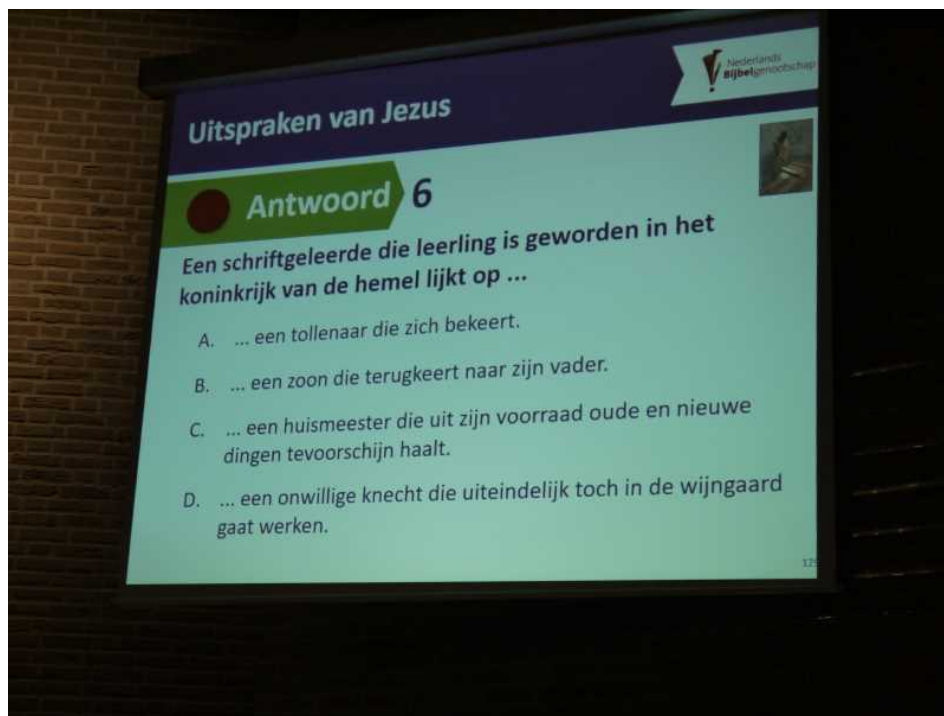 Nederlands
Bijbelgenootschap
Uitspraken van Jezus
Antwoord 6
Een schriftgeleerde die leerling is geworden in het
koninkrijk van de hemel lijkt op ...
A. ... een tollenaar die zich bekeert.
B. ... een zoon die terugkeert naar zijn vader.
C. ... een huismeester die uit zijn voorraad oude en nieuwe
dingen tevoorschijn haalt.
D. ... een onwillige knecht die uiteindelijk toch in de wijngaard
gaat werken.